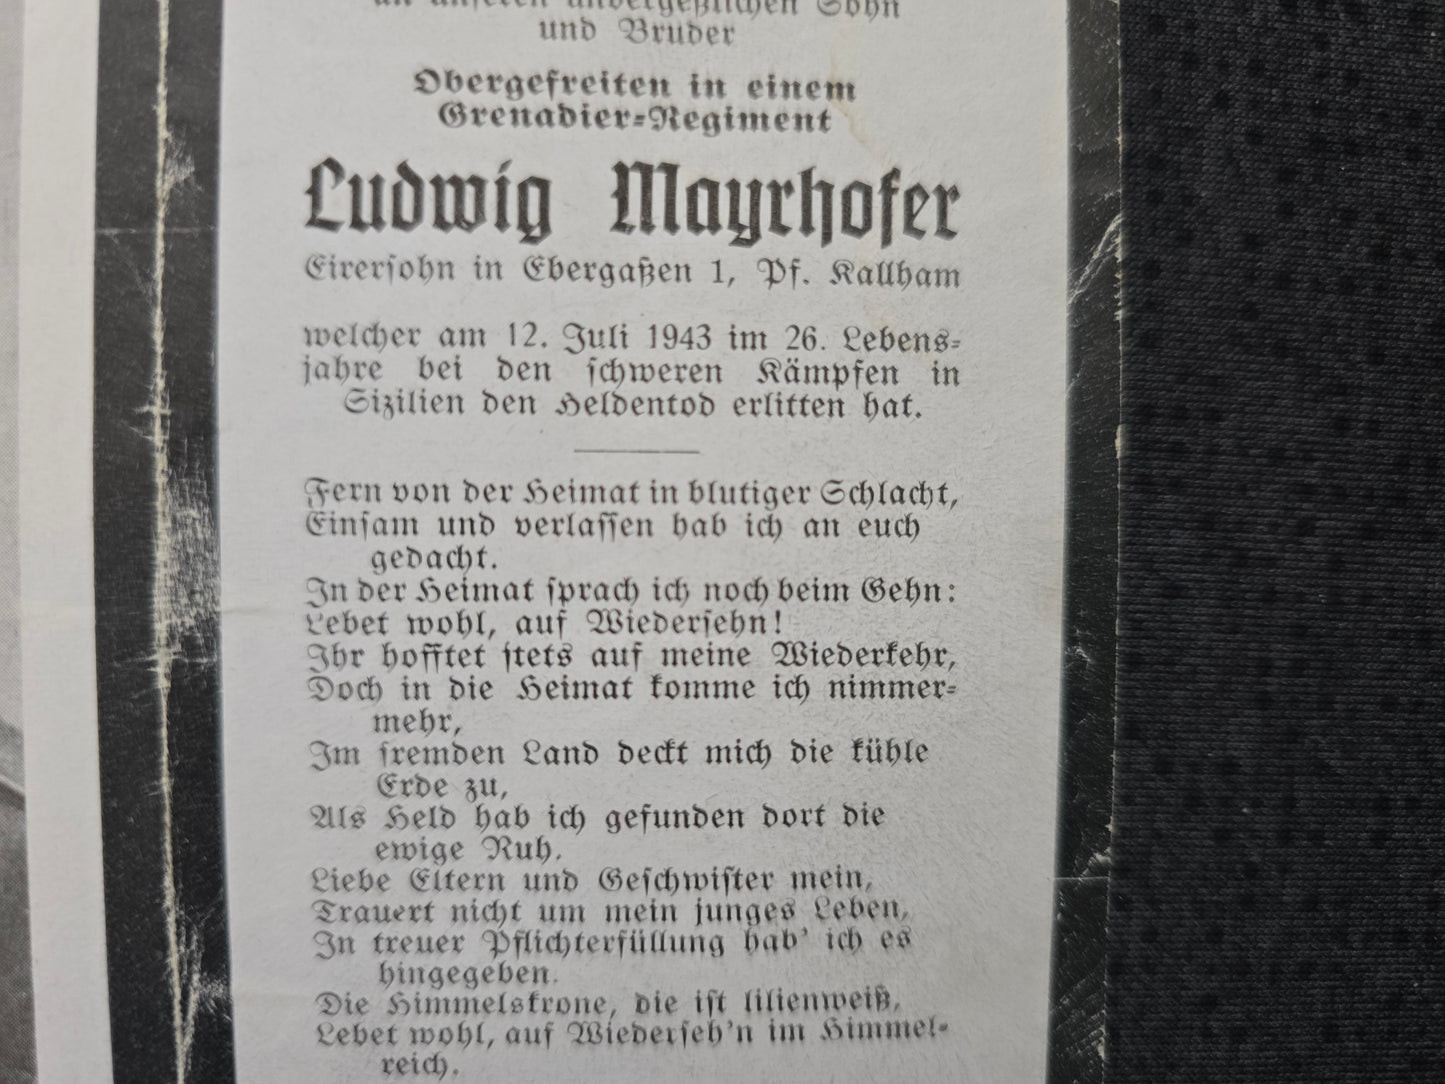 an unseren unvergeßlichen Sohn
und Bruder
Obergefreiten in einem
Grenadier-Regiment
Ludwig Mayrhofer
Eirersohn in Ebergaßen 1, Pf. Kallham
welcher am 12. Juli 1943 im 26. Lebens-
jahre bei den schweren Kämpfen in
Sizilien den Heldentod erlitten hat.
Fern von der Heimat in blutiger Schlacht,
Einsam und verlassen hab ich an euch
gedacht.
In der Heimat sprach ich noch beim Gehn:
Lebet wohl, auf Wiedersehn!
Ihr hofftet stets auf meine Wiederkehr,
Doch in die Heimat komme ich nimmer-
mehr,
Im fremden Land deckt mich die kühle
Erde zu,
Als Held hab ich gefunden dort die
ewige Ruh.
Liebe Eltern und Geschwister mein,
Trauert nicht um mein junges Leben,
In treuer Pflichterfüllung hab' ich es
hingegeben.
Die Himmelskrone, die ist lilienweiß,
Lebet wohl, auf Wiederseh'n im Himmel-
reich.